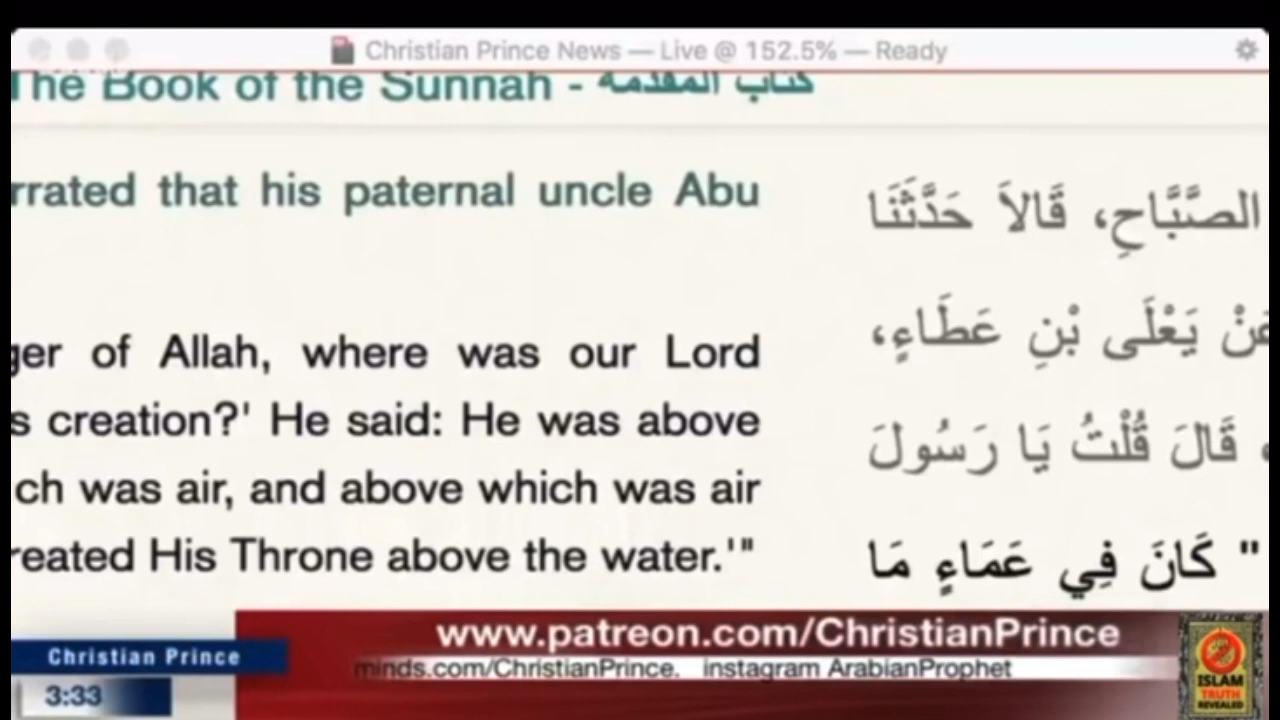 Christian Prince News — Live @ 152.5% — Ready
The Book of the Sunnah - كتاب المقدمة
rrated that his paternal uncle Abu
ger of Allah, where was our Lord
s creation?' He said: He was above
ch was air, and above which was air
reated His Throne above the water.'"
الصَّبَّاحِ، قَالاَ حَدَّثَنَا
عَنْ يَعْلَى بْنِ عَطَاءٍ،
قَالَ قُلْتُ يَا رَسُولَ
" كَانَ فِي عَمَاءٍ مَا
www.patreon.com/ChristianPrince
Christian Prince
minds.com/ChristianPrince. instagram ArabianProphet
3:33
ISLAM
TRUTH
REVEALED